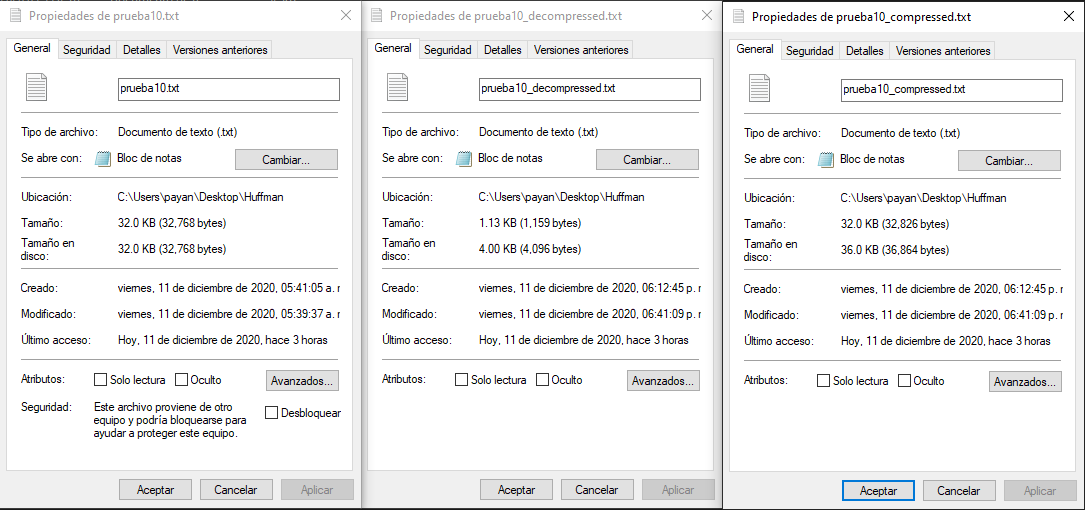 Propiedades de prueba10.txt
General Seguridad Detalles Versiones anteriores
prueba10.txt
Tipo de archivo: Documento de texto (.txt)
Se abre con: Bloc de notas Cambiar...
Ubicación: C:\Users\payan\Desktop\Huffman
Tamaño: 32.0 KB (32,768 bytes)
Tamaño en
disco: 32.0 KB (32,768 bytes)
Creado: viernes, 11 de diciembre de 2020, 05:41:05 a. r
Modificado: viernes, 11 de diciembre de 2020, 05:39:37 a. r
Último acceso: Hoy, 11 de diciembre de 2020, hace 3 horas
Atributos: Solo lectura Oculto Avanzados...
Seguridad: Este archivo proviene de otro
equipo y podría bloquearse para
ayudar a proteger este equipo.
Desbloquear
Aceptar Cancelar Aplicar
Propiedades de prueba10_decompressed.txt
General Seguridad Detalles Versiones anteriores
prueba10_decompressed.txt
Tipo de archivo: Documento de texto (.txt)
Se abre con: Bloc de notas Cambiar...
Ubicación: C:\Users\payan\Desktop\Huffman
Tamaño: 1.13 KB (1,159 bytes)
Tamaño en
disco: 4.00 KB (4,096 bytes)
Creado: viernes, 11 de diciembre de 2020, 06:12:45 p. r
Modificado: viernes, 11 de diciembre de 2020, 06:41:09 p. r
Último acceso: Hoy, 11 de diciembre de 2020, hace 3 horas
Atributos: Solo lectura Oculto Avanzados...
Aceptar Cancelar Aplicar
Propiedades de prueba10_compressed.txt
General Seguridad Detalles Versiones anteriores
prueba10_compressed.txt
Tipo de archivo: Documento de texto (.txt)
Se abre con: Bloc de notas Cambiar...
Ubicación: C:\Users\payan\Desktop\Huffman
Tamaño: 32.0 KB (32,826 bytes)
Tamaño en
disco: 36.0 KB (36,864 bytes)
Creado: viernes, 11 de diciembre de 2020, 06:12:45 p. r
Modificado: viernes, 11 de diciembre de 2020, 06:41:09 p. r
Último acceso: Hoy, 11 de diciembre de 2020, hace 3 horas
Atributos: Solo lectura Oculto Avanzados...
Aceptar Cancelar Aplicar